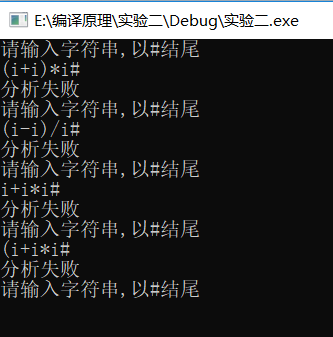 E:\编译原理\实验二\Debug\实验二.exe
请输入字符串,以#结尾
(i+i)*i#
分析失败
请输入字符串,以#结尾
(i-i)/i#
分析失败
请输入字符串,以#结尾
i+i*i#
分析失败
请输入字符串,以#结尾
(i+i*i#
分析失败
请输入字符串,以#结尾